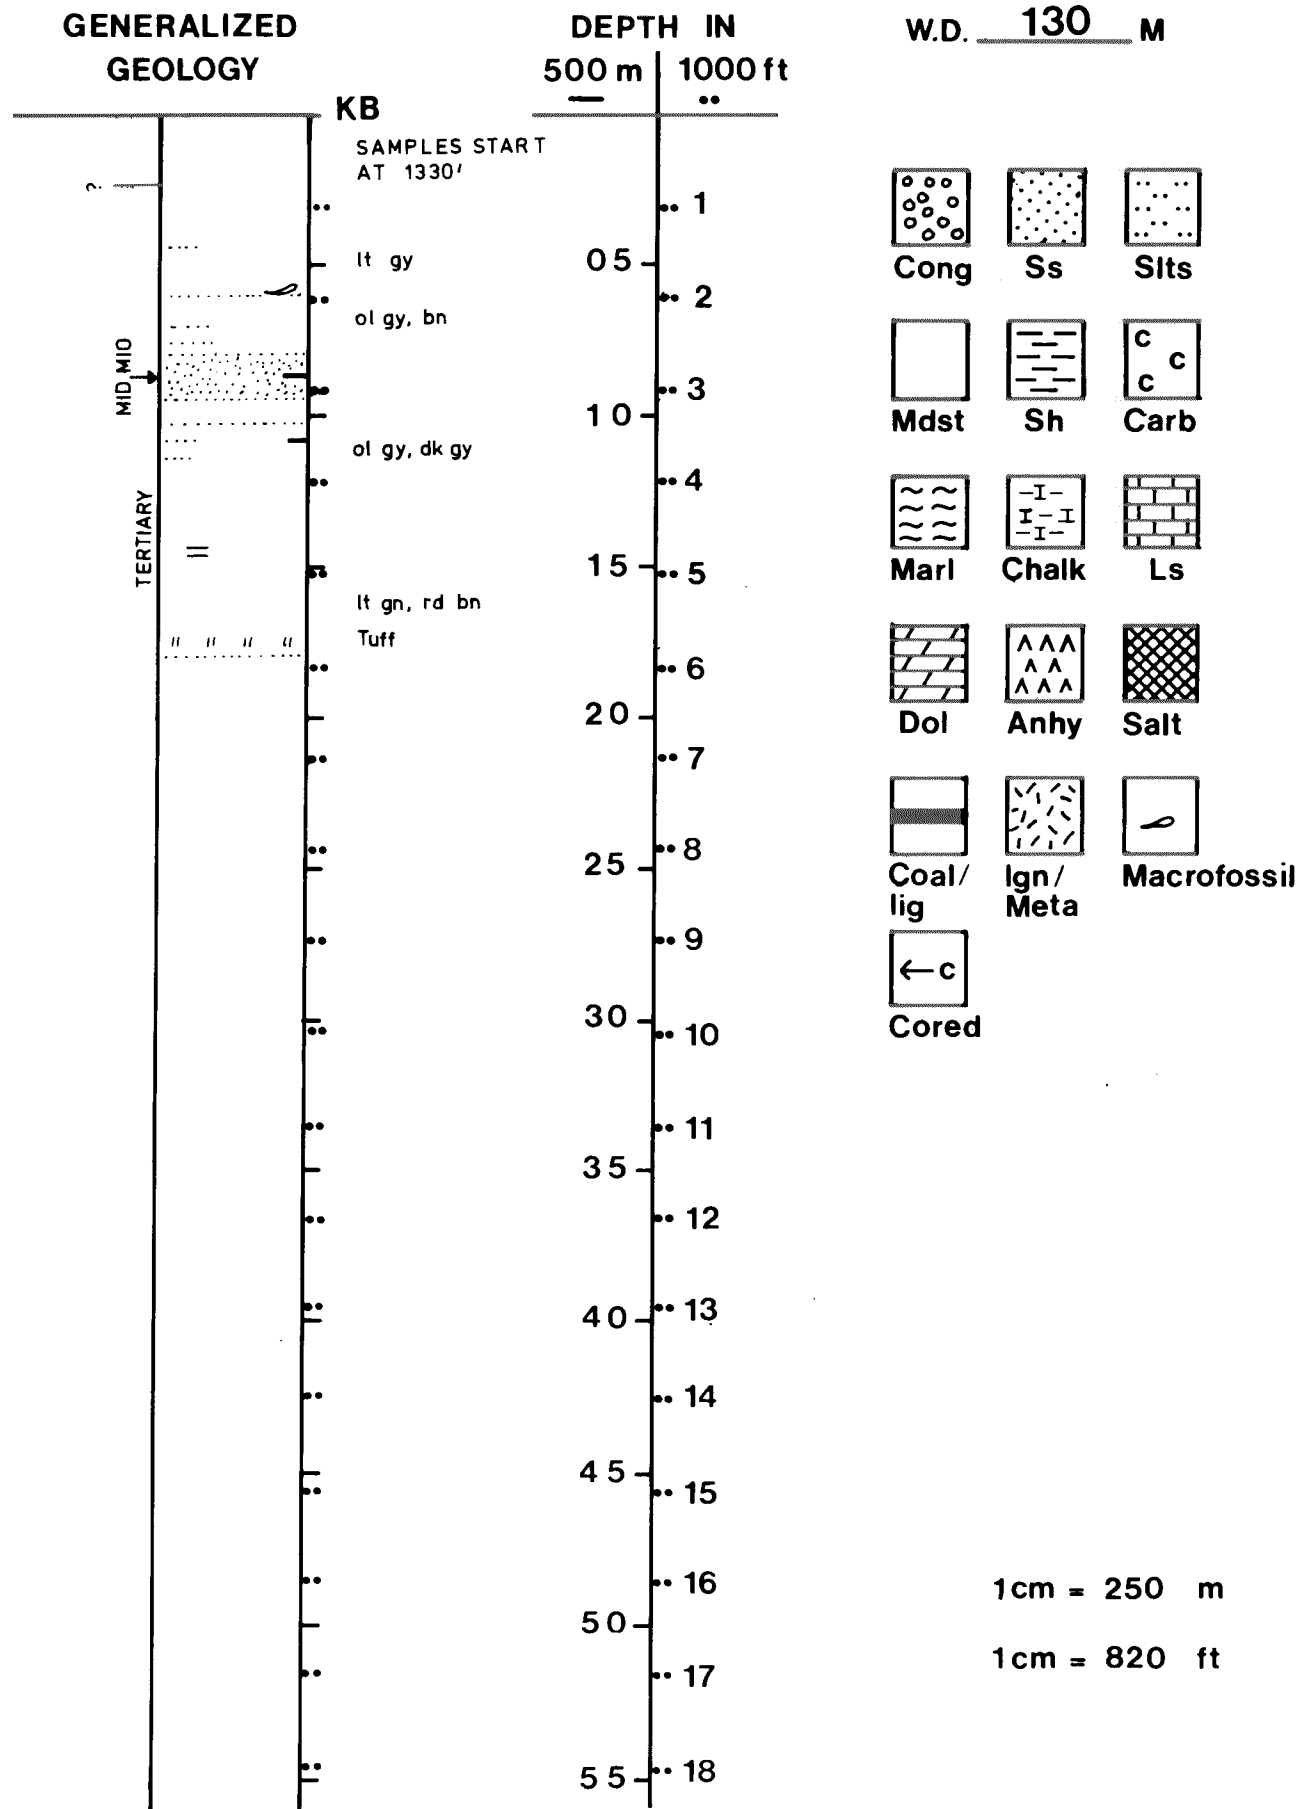 GENERALIZED
GEOLOGY
DEPTH IN
500 m 1000 ft
W.D. 130 M
KB
SAMPLES START
AT 1330'
?
lt gy
ol gy, bn
MID MIO
ol gy, dk gy
TERTIARY
lt gn, rd bn
Tuff
1
05
2
3
10
4
15
5
6
20
7
8
25
9
30
10
11
35
12
13
40
14
45
15
16
50
17
18
55
Cong Ss Slts
C
C
C
Mdst Sh Carb
Marl Chalk Ls
Dol Anhy Salt
Coal/ Ign/ Macrofossil
lig Meta
←C
Cored
1cm = 250 m
1cm = 820 ft